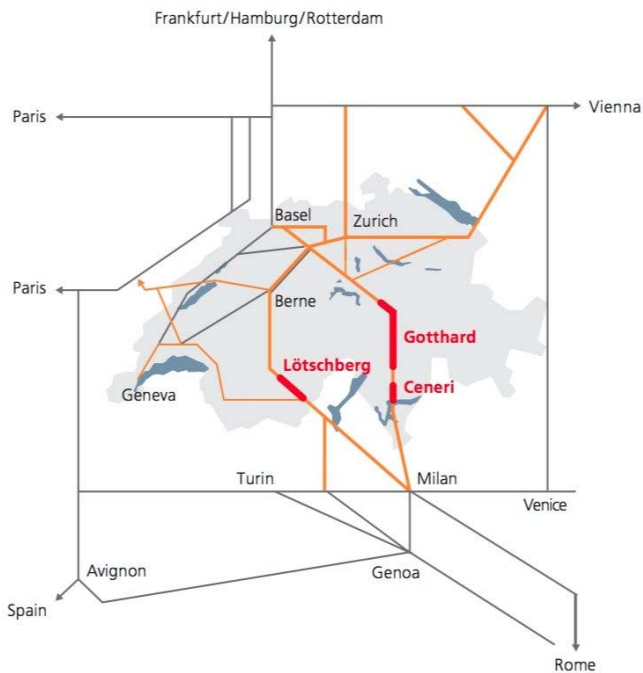 Frankfurt/Hamburg/Rotterdam
Paris
Vienna
Basel
Zurich
Paris
Berne
Gotthard
Lötschberg
Ceneri
Geneva
Turin
Milan
Venice
Avignon
Genoa
Spain
Rome